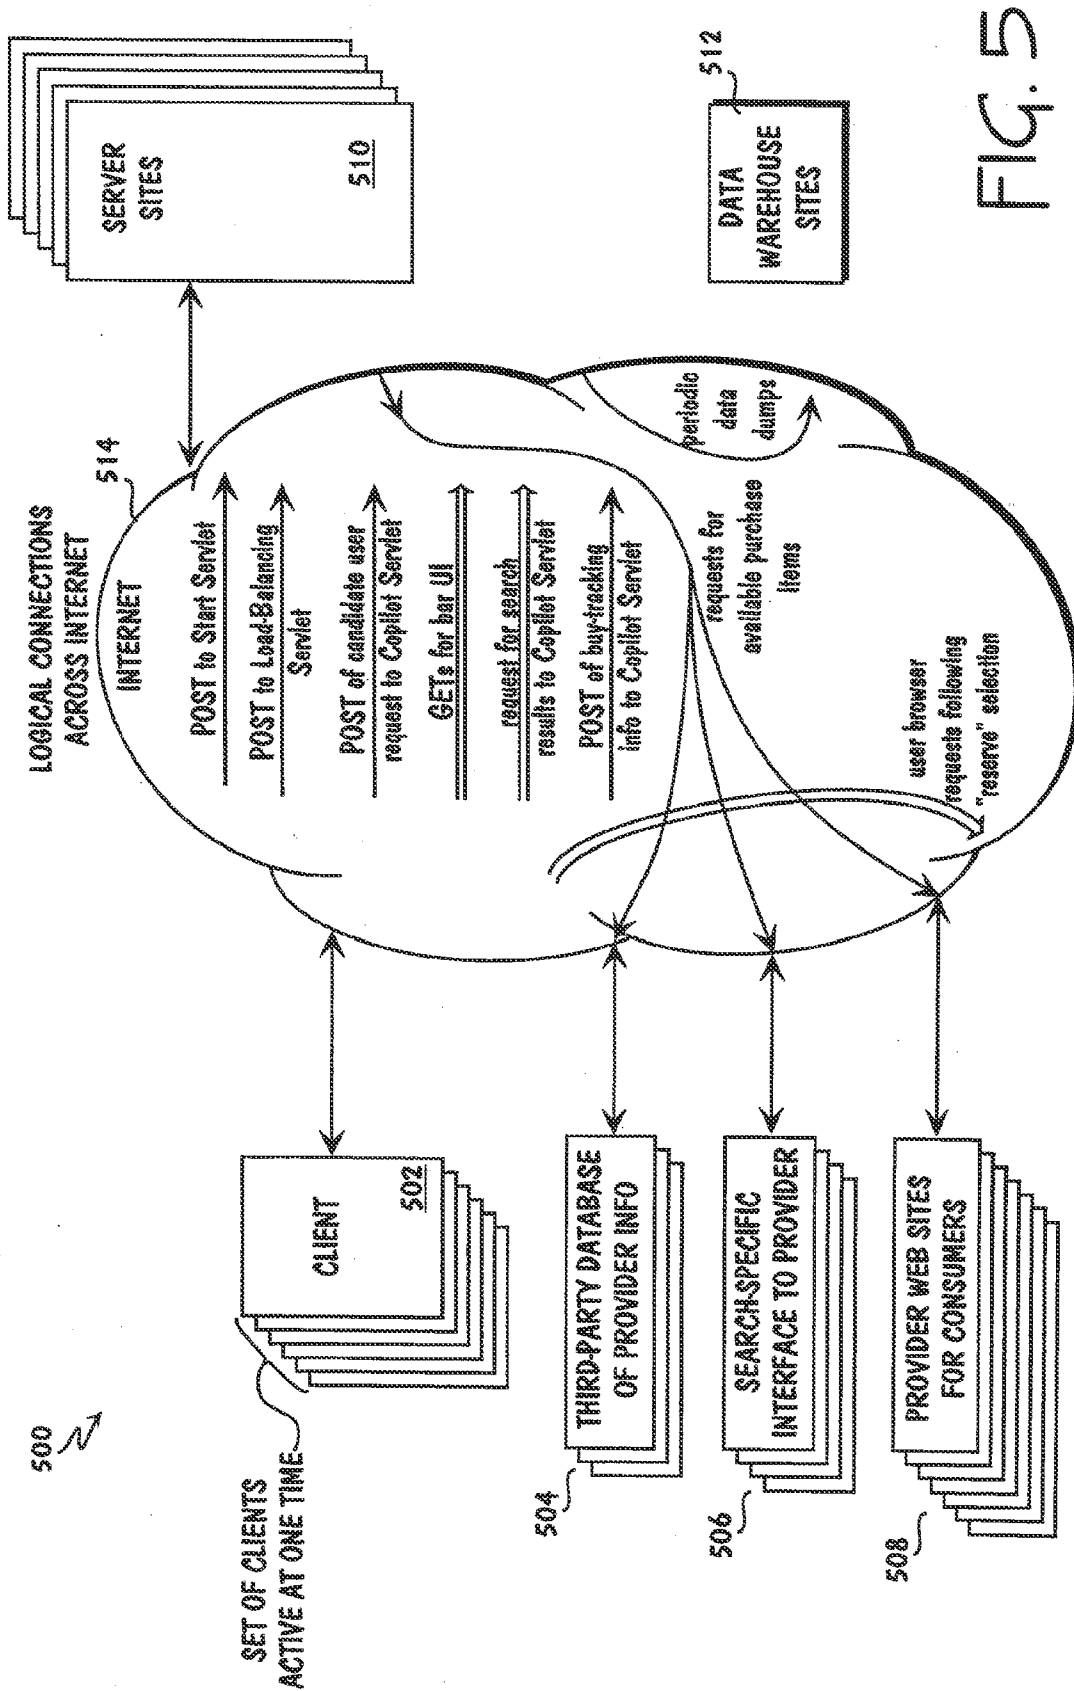 500
SET OF CLIENTS
ACTIVE AT ONE TIME
CLIENT
502
THIRD-PARTY DATABASE
OF PROVIDER INFO
504
SEARCH-SPECIFIC
INTERFACE TO PROVIDER
506
PROVIDER WEB SITES
FOR CONSUMERS
508
LOGICAL CONNECTIONS
ACROSS INTERNET
514
INTERNET
POST to Start Servlet
POST to Load-Balancing
Servlet
POST of candidate user
request to Copilot Servlet
GETs for bar UI
request for search
results to Copilot Servlet
POST of buy-tracking
info to Copilot Servlet
requests for
available purchase
items
periodic
data
dumps
user browser
requests following
"reserve" selection
SERVER
SITES
510
DATA
WAREHOUSE
SITES
512
FIG. 5